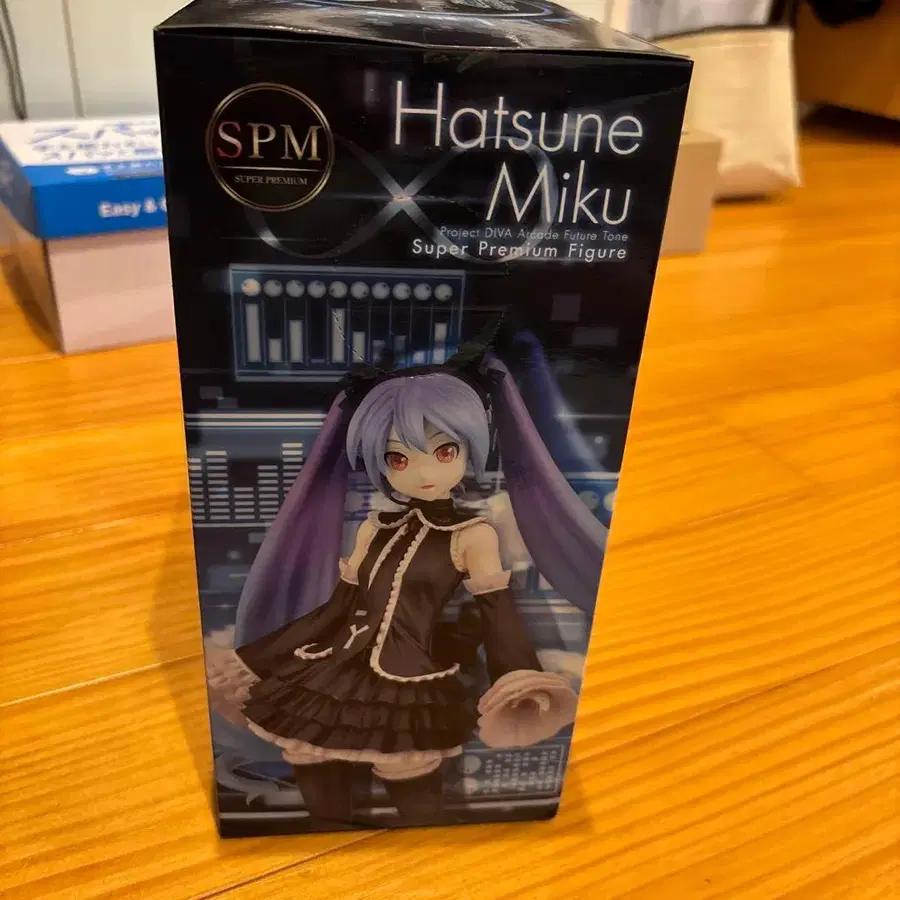 SPM
SUPER PREMIUM
Hatsune
Miku
Project DIVA Arcade Future Tone
Super Premium Figure
Easy &